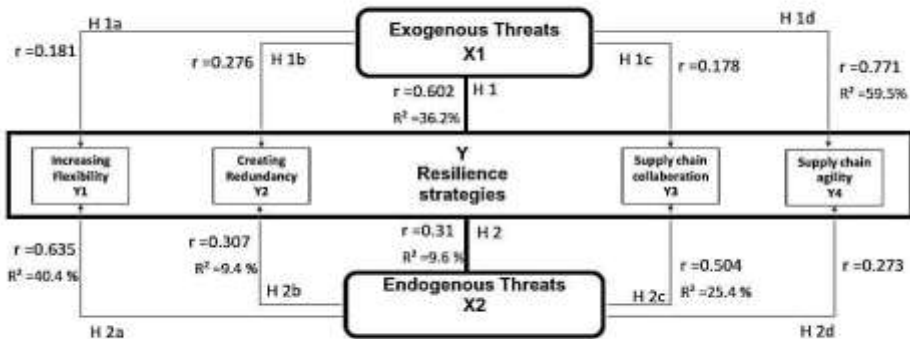 H 1a
Exogenous Threats
X1
H 1d
r =0.181
r =0.276
H 1b
H 1c
r =0.178
r =0.771
R² =59.5%
r =0.602
R² =36.2%
H 1
Increasing
Flexibility
Y1
Creating
Redundancy
Y2
Y
Resilience
strategies
Supply chain
collaboration
Y3
Supply chain
agility
Y4
r =0.635
R² =40.4 %
r =0.307
R² =9.4 %
r =0.31
R² =9.6 %
H 2
r =0.504
R² =25.4 %
r =0.273
H 2b
Endogenous Threats
X2
H 2c
H 2a
H 2d